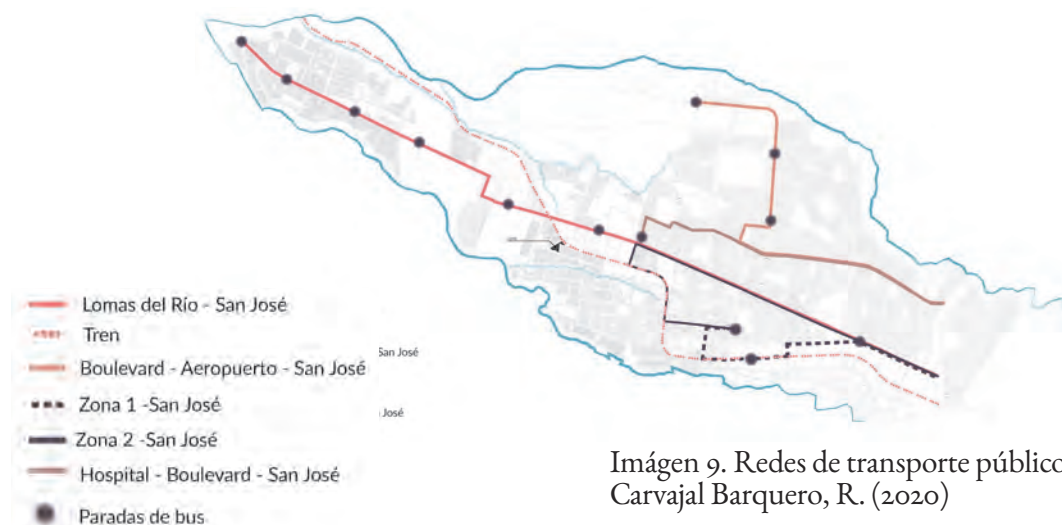 Lomas del Río - San José
Tren
San José
Boulevard - Aeropuerto - San José
Zona 1 -San José
José
Zona 2 -San José
Hospital - Boulevard - San José
Paradas de bus
Imágen 9. Redes de transporte público
Carvajal Barquero, R. (2020)